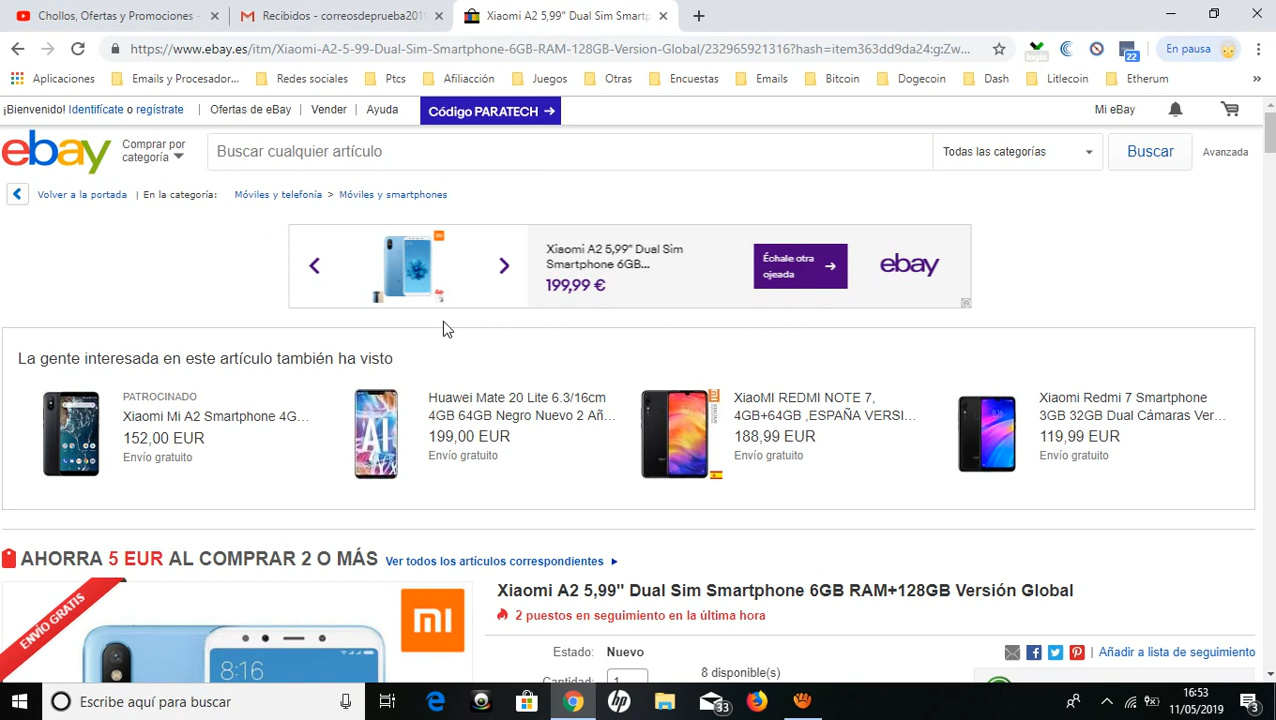 Chollos, Ofertas y Promociones
Recibidos - correosdeprueba201
Xiaomi A2 5,99" Dual Sim Smartp
https://www.ebay.es/itm/Xiaomi-A2-5-99-Dual-Sim-Smartphone-6GB-RAM-128GB-Version-Global/232965921316?hash=item363dd9da24:g:Zw...
22
En pausa
Aplicaciones
Emails y Procesador...
Redes sociales
Ptcs
Afiliacción
Juegos
Otras
Encuestas
Emails
Bitcoin
Dogecoin
Dash
Litlecoin
Etherum
»
¡Bienvenido! Identifícate o regístrate
Ofertas de eBay
Vender
Ayuda
Código PARATECH →
Mi eBay
ebay
Comprar por categoría
Buscar cualquier artículo
Todas las categorías
Buscar
Avanzada
Volver a la portada | En la categoría: Móviles y telefonía > Móviles y smartphones
Xiaomi A2 5,99" Dual Sim
Smartphone 6GB...
199,99 €
Échale otra
ojeada
ebay
La gente interesada en este artículo también ha visto
PATROCINADO
Xiaomi Mi A2 Smartphone 4G...
152,00 EUR
Envío gratuito
Huawei Mate 20 Lite 6.3/16cm
4GB 64GB Negro Nuevo 2 Añ...
199,00 EUR
Envío gratuito
XiaoMI REDMI NOTE 7,
4GB+64GB ,ESPAÑA VERSI...
188,99 EUR
Envío gratuito
Xiaomi Redmi 7 Smartphone
3GB 32GB Dual Cámaras Ver...
119,99 EUR
Envío gratuito
AHORRA 5 EUR AL COMPRAR 2 O MÁS
Ver todos los artículos correspondientes
ENVÍO GRATIS
mi
8:16
Xiaomi A2 5,99" Dual Sim Smartphone 6GB RAM+128GB Versión Global
2 puestos en seguimiento en la última hora
Estado: Nuevo
| Añadir a lista de seguimiento
Cantidad: 1
8 disponible(s)
Escribe aquí para buscar
33
16:53
11/05/2019
3